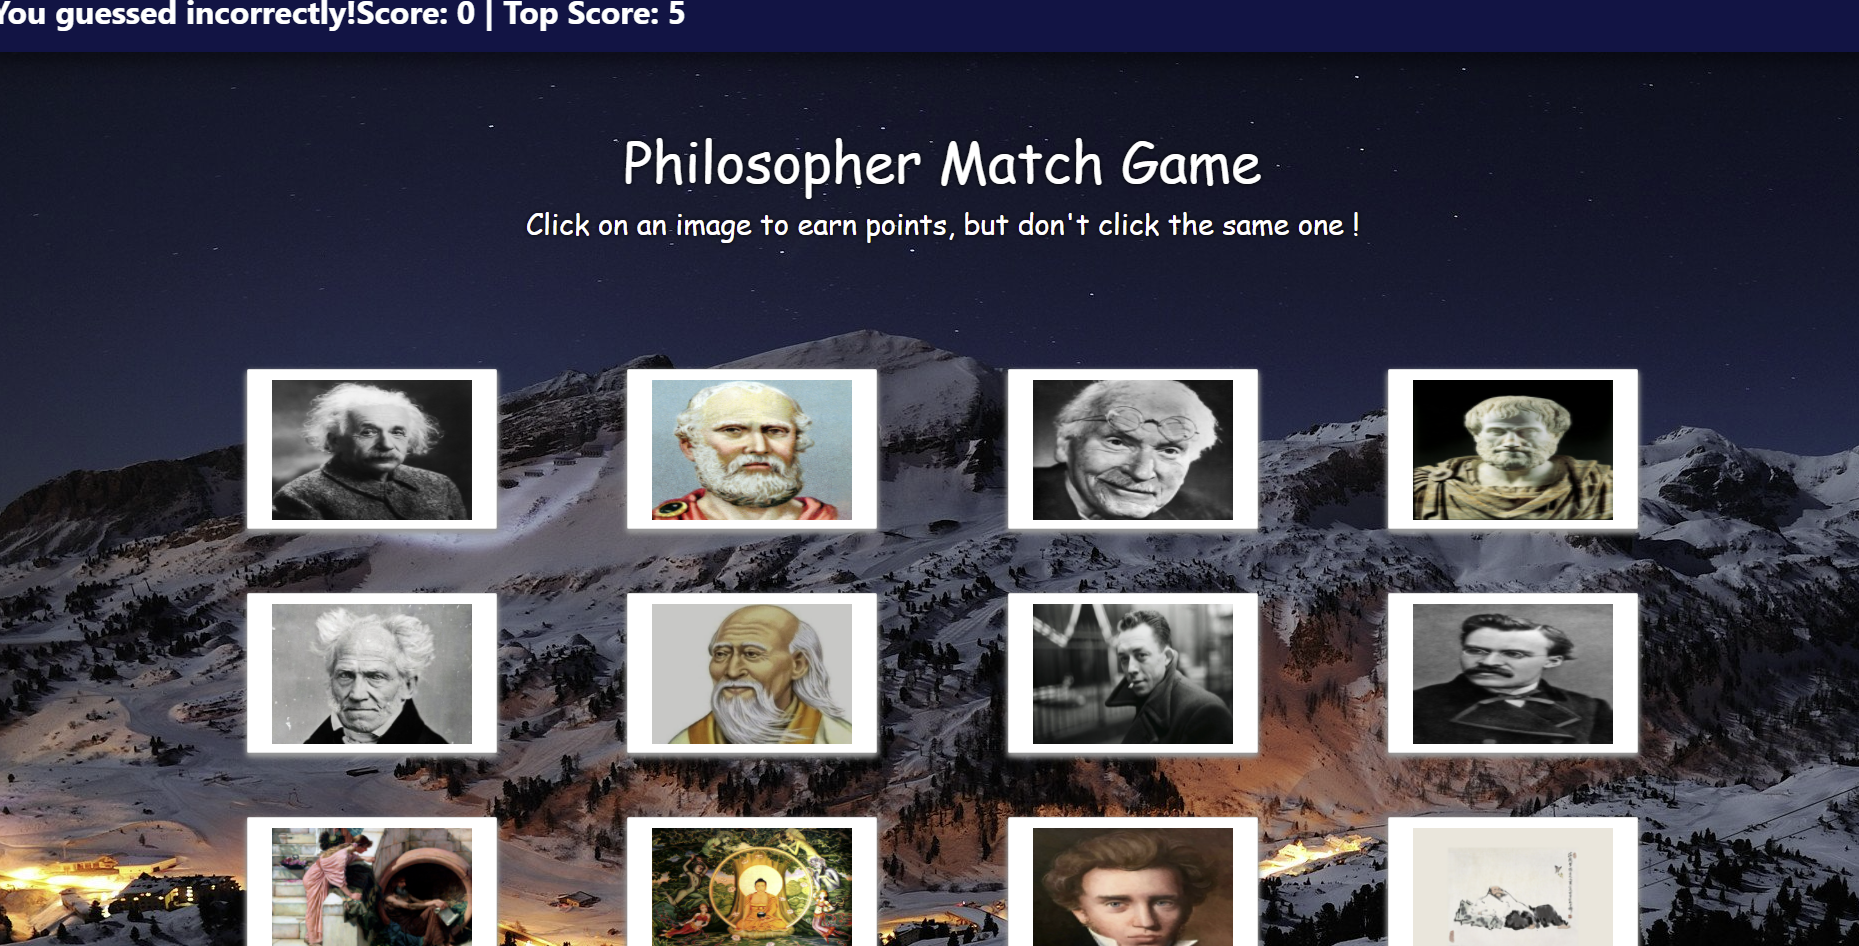 You guessed incorrectly!Score: 0 | Top Score: 5
Philosopher Match Game
Click on an image to earn points, but don't click the same one !